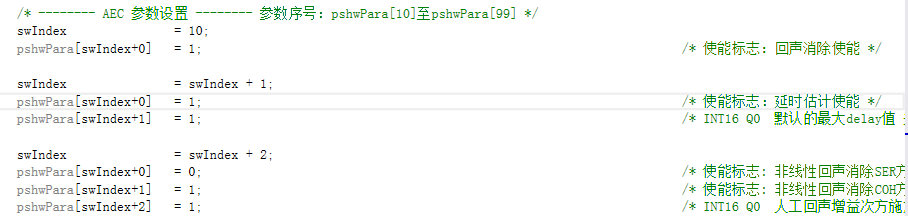 /* -------- AEC 参数设置 -------- 参数序号：pshwPara[10]至pshwPara[99] */
swIndex = 10;
pshwPara[swIndex+0] = 1; /* 使能标志：回声消除使能 */
swIndex = swIndex + 1;
pshwPara[swIndex+0] = 1; /* 使能标志：延时估计使能 */
pshwPara[swIndex+1] = 1; /* INT16 Q0 默认的最大delay值
swIndex = swIndex + 2;
pshwPara[swIndex+0] = 0; /* 使能标志：非线性回声消除SER方
pshwPara[swIndex+1] = 1; /* 使能标志：非线性回声消除COH方
pshwPara[swIndex+2] = 1; /* INT16 Q0 人工回声增益次方施